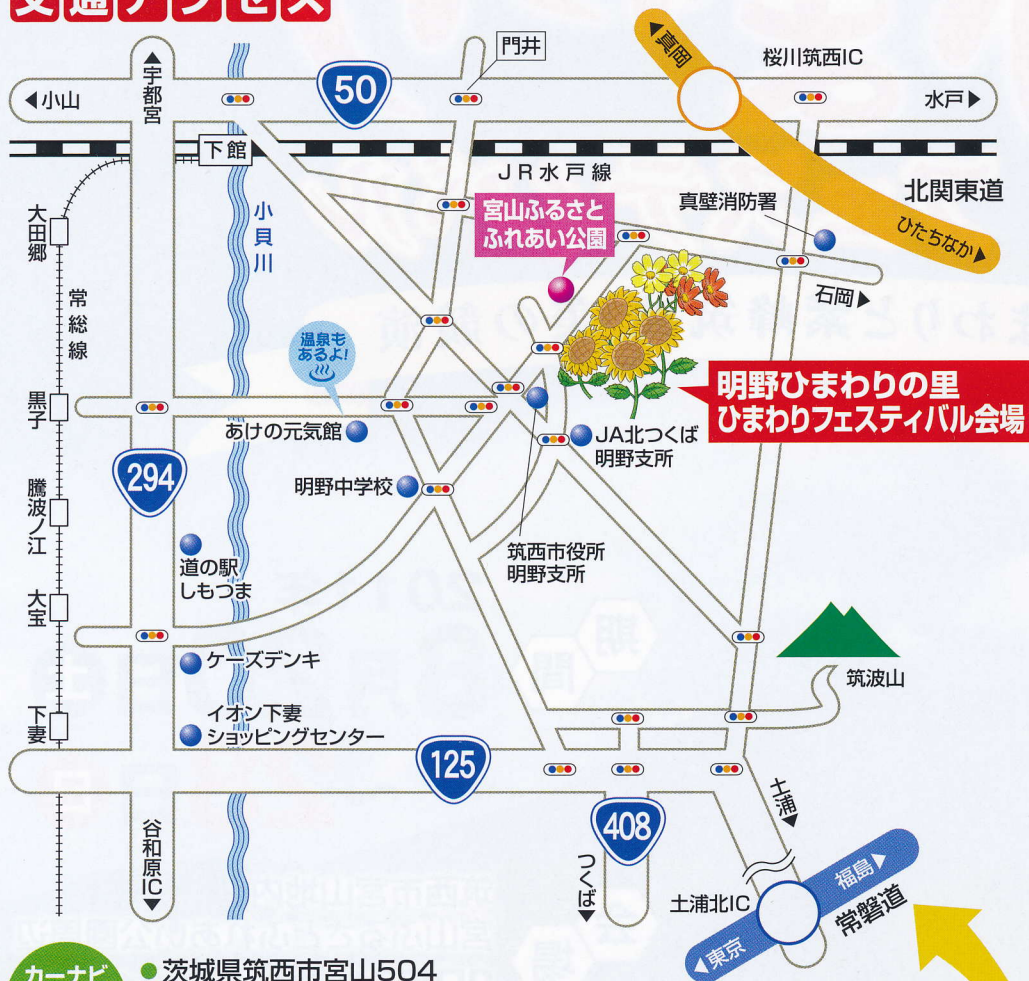 交通アクセス
門井
真岡
桜川筑西IC
宇都宮
50
小山
水戸
下館
JR水戸線
北関東道
ひたちなか
真壁消防署
宮山ふるさと
ふれあい公園
小貝川
大田郷
石岡
常総線
温泉も
あるよ!
明野ひまわりの里
ひまわりフェスティバル会場
黒子
あけの元気館
JA北つくば
明野支所
294
明野中学校
騰波ノ江
道の駅
しもつま
筑西市役所
明野支所
大宝
ケーズデンキ
筑波山
下妻
イオン下妻
ショッピングセンター
125
408
土浦
谷和原IC
つくば
土浦北IC
福島
常磐道
東京
カーナビ
茨城県筑西市宮山504